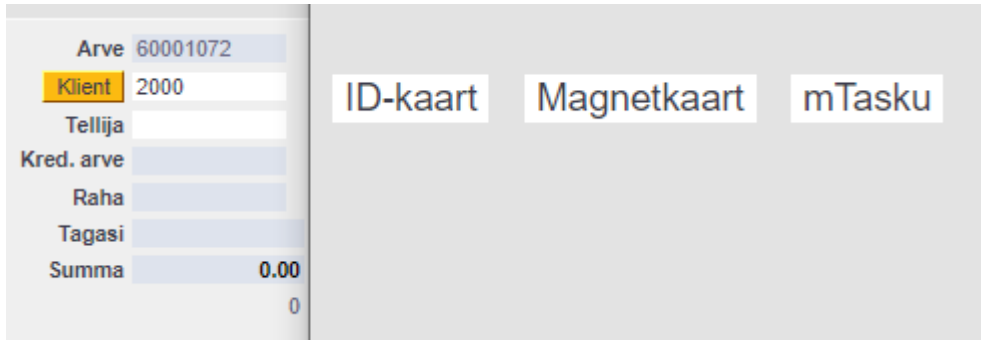 Arve 60001072
Klient 2000
ID-kaart Magnetkaart mTasku
Tellija
Kred. arve
Raha
Tagasi
Summa 0.00
0